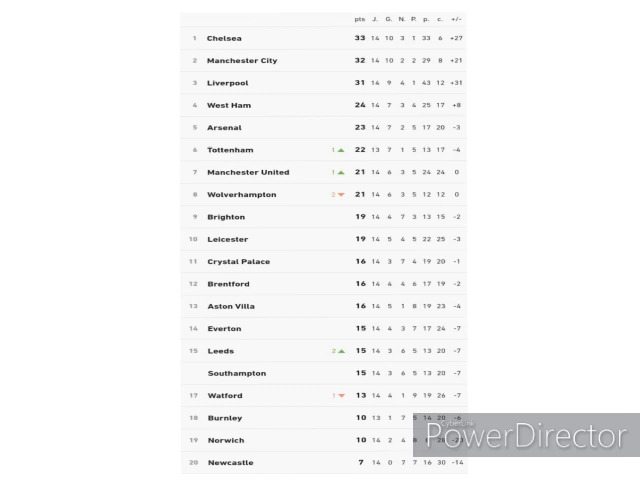 pts J. G. N. P. p. c. +/-
1 Chelsea 33 14 10 3 1 33 6 +27
2 Manchester City 32 14 10 2 2 29 8 +21
3 Liverpool 31 14 9 4 1 43 12 +31
4 West Ham 24 14 7 3 4 25 17 +8
5 Arsenal 23 14 7 2 5 17 20 -3
6 Tottenham 1 22 13 7 1 5 13 17 -4
7 Manchester United 1 21 14 6 3 5 24 24 0
8 Wolverhampton 2 21 14 6 3 5 12 12 0
9 Brighton 19 14 4 7 3 13 15 -2
10 Leicester 19 14 5 4 5 22 25 -3
11 Crystal Palace 16 14 3 7 4 19 20 -1
12 Brentford 16 14 4 4 6 17 19 -2
13 Aston Villa 16 14 5 1 8 19 23 -4
14 Everton 15 14 4 3 7 17 24 -7
15 Leeds 2 15 14 3 6 5 13 20 -7
Southampton 15 14 3 6 5 13 20 -7
17 Watford 1 13 14 4 1 9 19 26 -7
18 Burnley 10 13 1 7 5 14 20 -6
19 Norwich 10 14 2 4 8 28
20 Newcastle 7 14 0 7 7 16 30 -14
CyberLink
PowerDirector